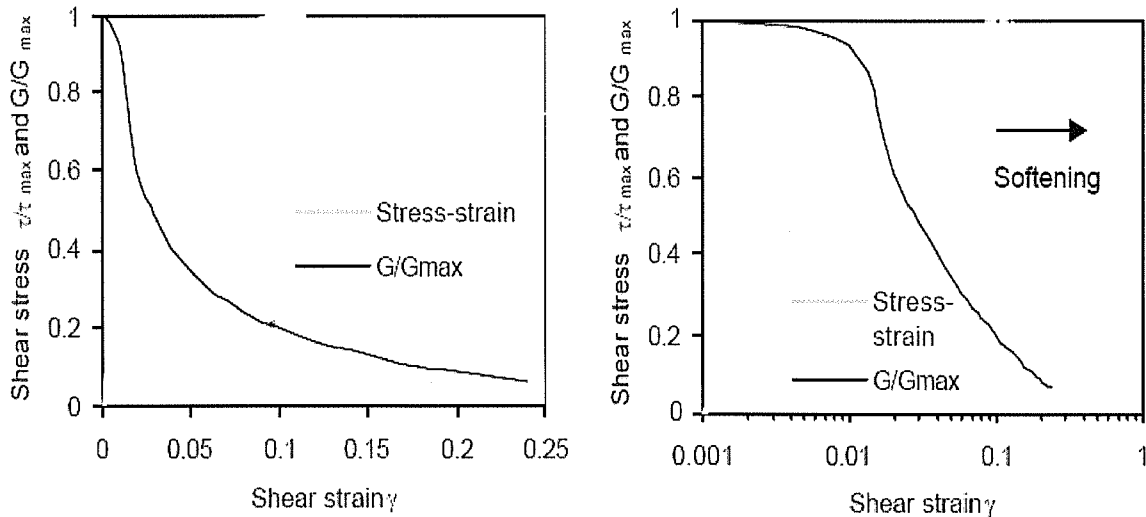 Shear stress τ/τ max and G/G max
1
0.8
0.6
0.4
0.2
0
0
0.05
0.1
0.15
0.2
0.25
Shear strain γ
Stress-strain
G/Gmax
Shear stress τ/τ max and G/G max
1
0.8
0.6
0.4
0.2
0
0.001
0.01
0.1
1
Shear strain γ
Softening
Stress-
strain
G/Gmax